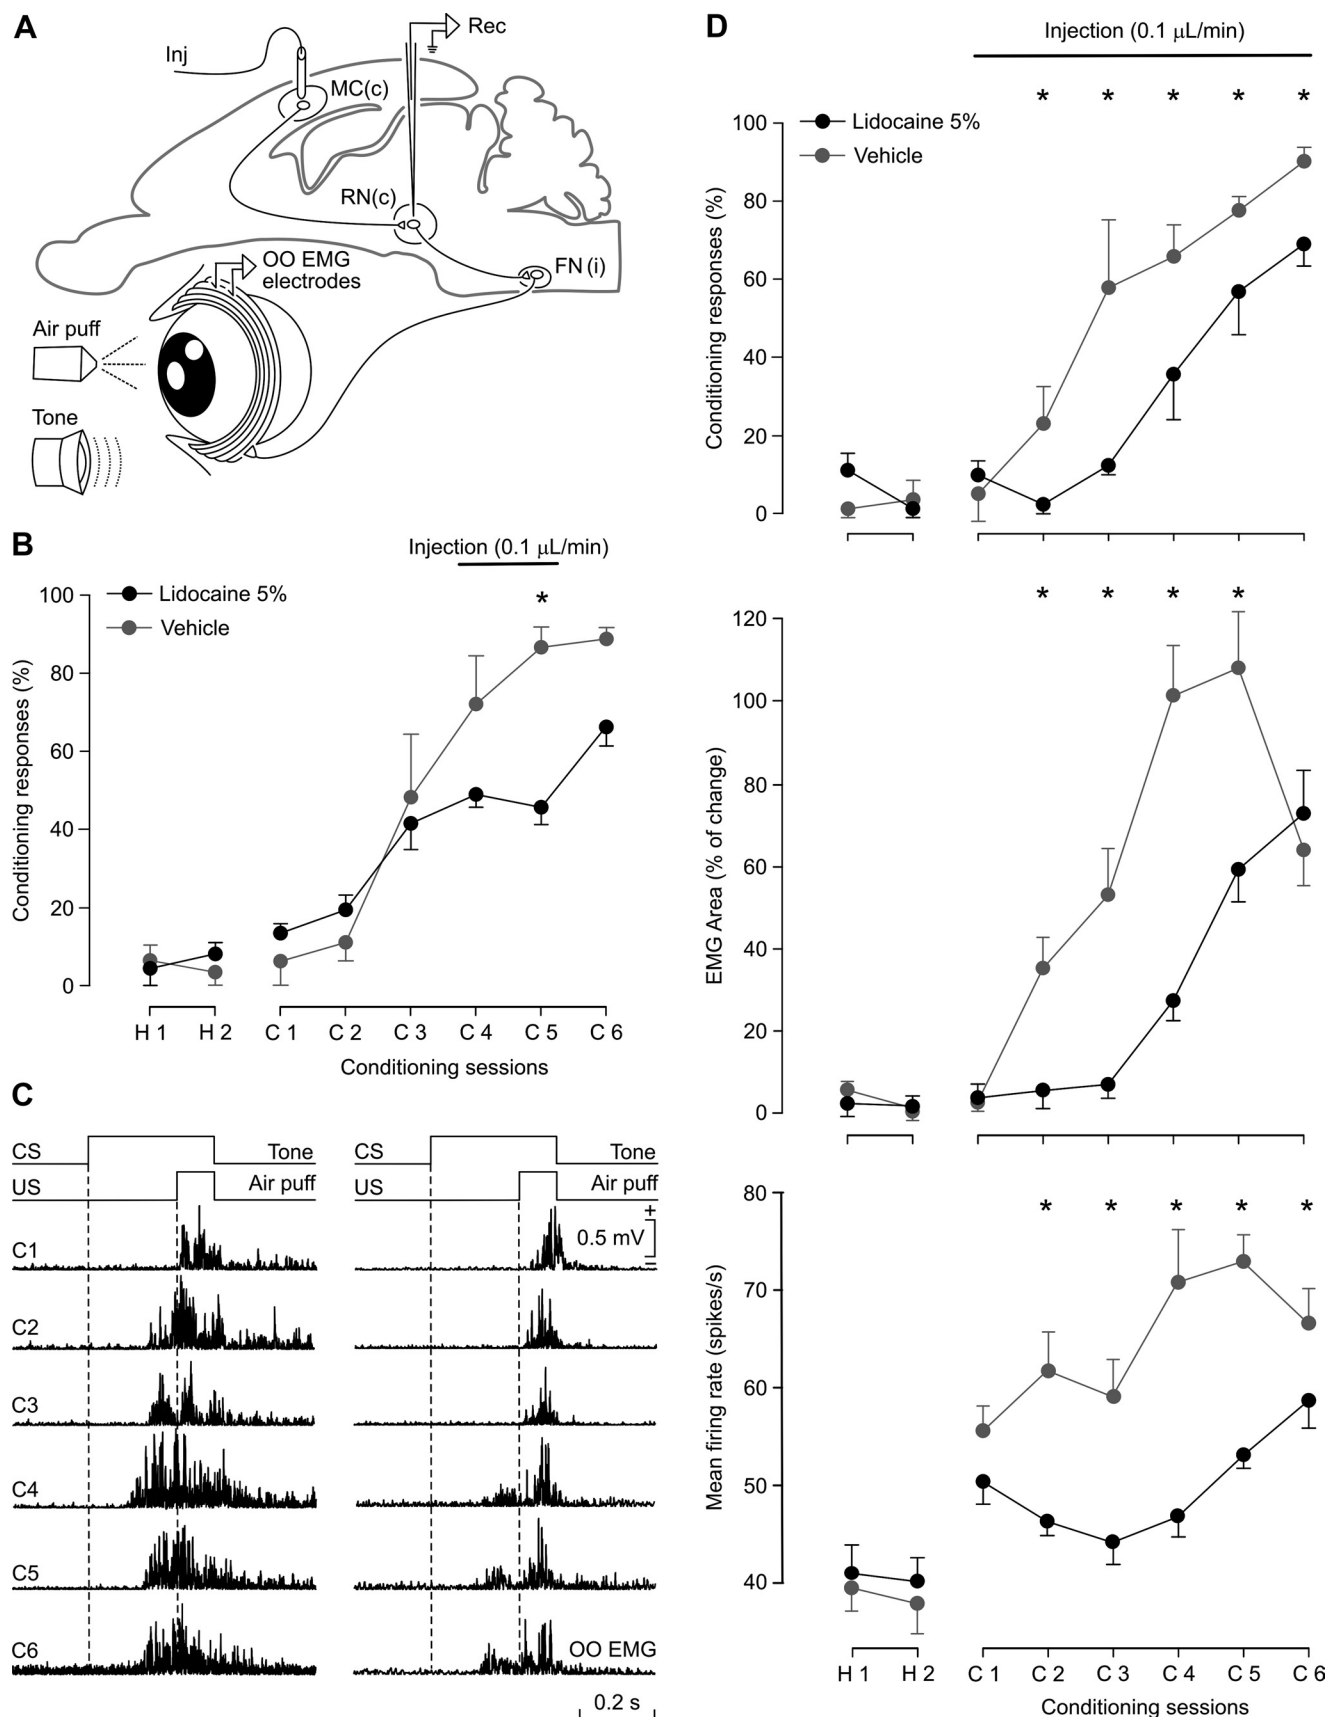 A
Inj
Rec
MC(c)
RN(c)
FN (i)
OO EMG
electrodes
Air puff
Tone
B
Injection (0.1 μL/min)
Lidocaine 5%
Vehicle
*
Conditioning responses (%)
100
80
60
40
20
0
H 1 H 2 C 1 C 2 C 3 C 4 C 5 C 6
Conditioning sessions
C
CS Tone CS Tone
US Air puff US Air puff
+
0.5 mV
–
C1
C2
C3
C4
C5
C6
OO EMG
0.2 s
D
Injection (0.1 μL/min)
* * * * *
Lidocaine 5%
Vehicle
Conditioning responses (%)
100
80
60
40
20
0
* * * *
EMG Area (% of change)
120
100
80
60
40
20
0
* * * * *
Mean firing rate (spikes/s)
80
70
60
50
40
H 1 H 2 C 1 C 2 C 3 C 4 C 5 C 6
Conditioning sessions